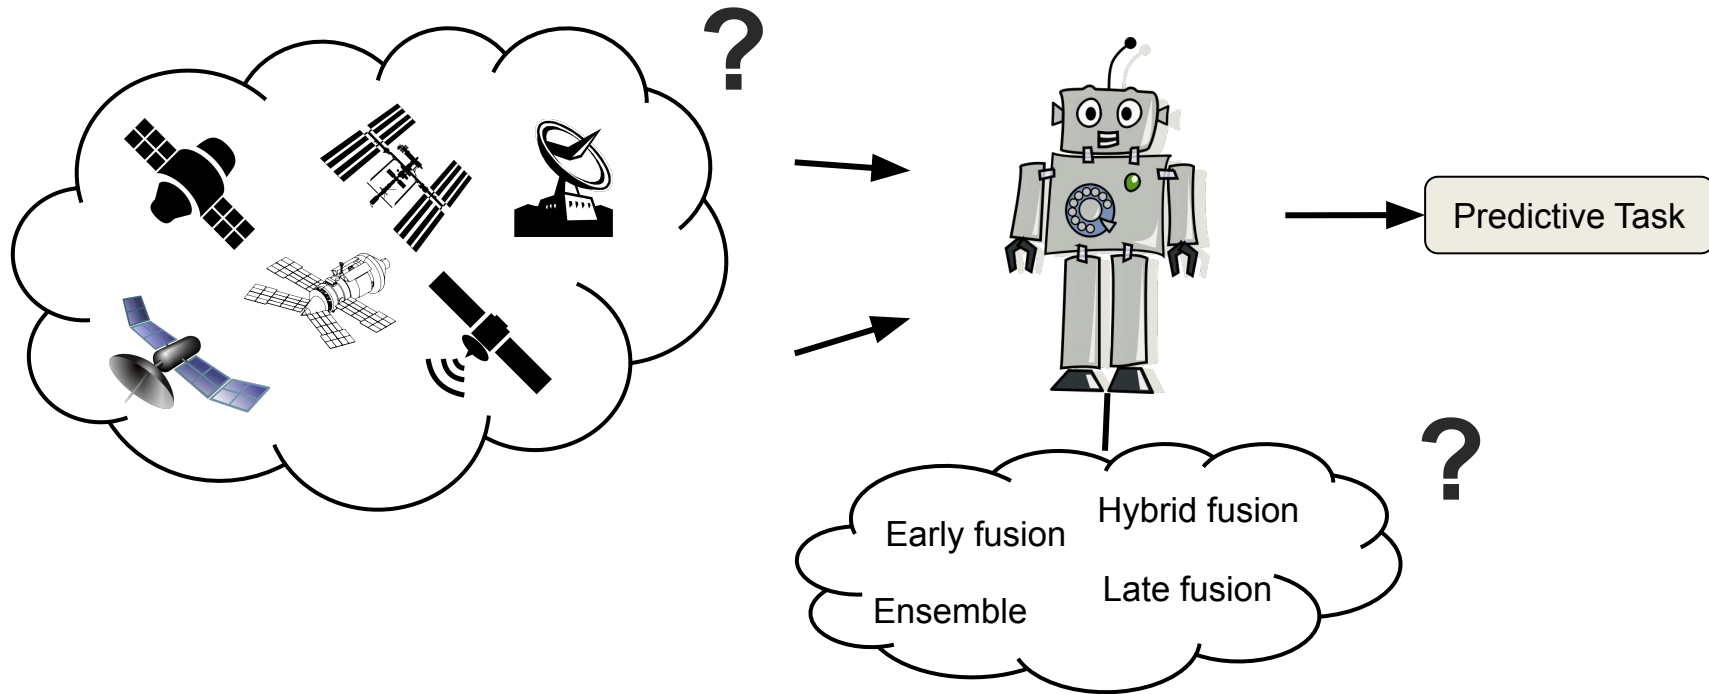 ?
Predictive Task
?
Hybrid fusion
Early fusion
Late fusion
Ensemble